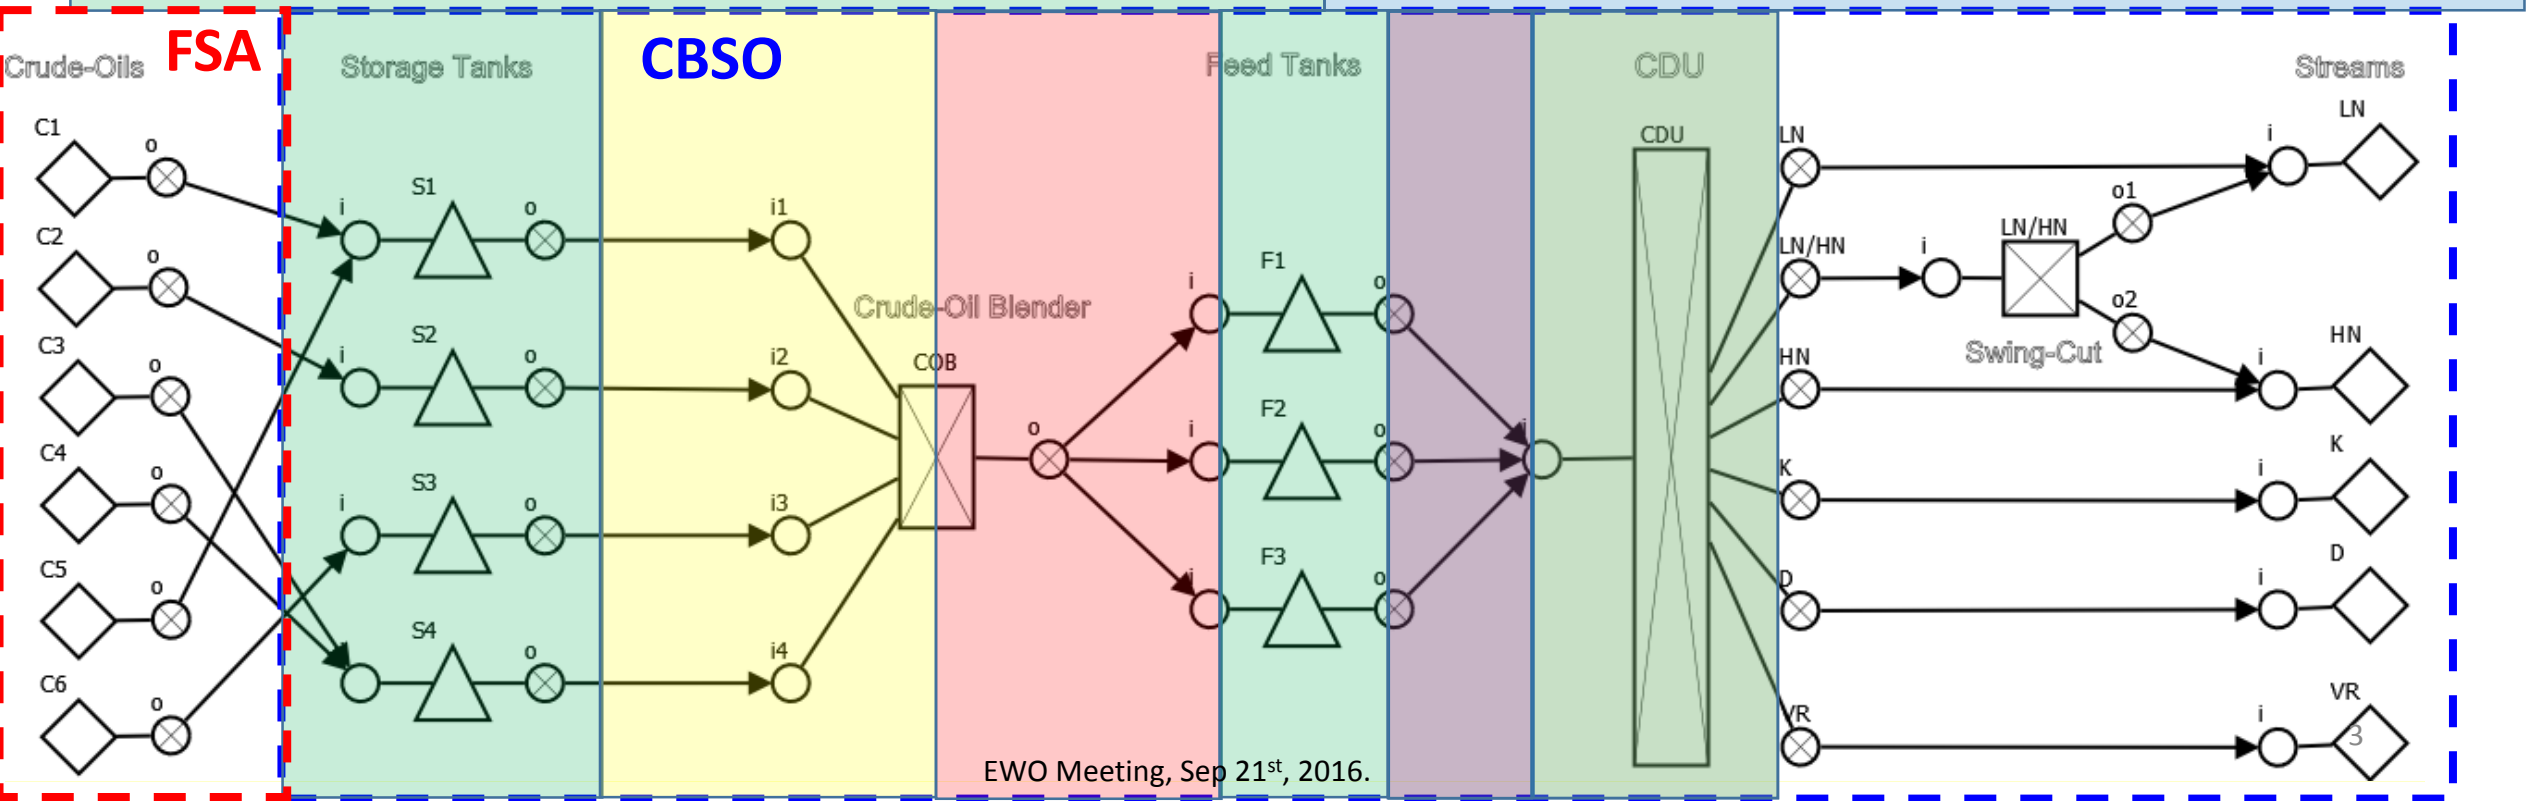 FSA
CBSO
Crude-Oils
Storage Tanks
Feed Tanks
CDU
Streams
C1
o
C2
o
C3
o
C4
o
C5
o
C6
o
i
S1
o
i
S2
o
i
S3
o
S4
o
i1
i2
i3
i4
Crude-Oil Blender
COB
o
i
F1
o
i
F2
o
i
F3
o
i
CDU
LN
LN/HN
HN
K
D
VR
i
LN/HN
o1
o2
Swing-Cut
i
LN
i
HN
i
K
i
D
i
VR
3
EWO Meeting, Sep 21st, 2016.